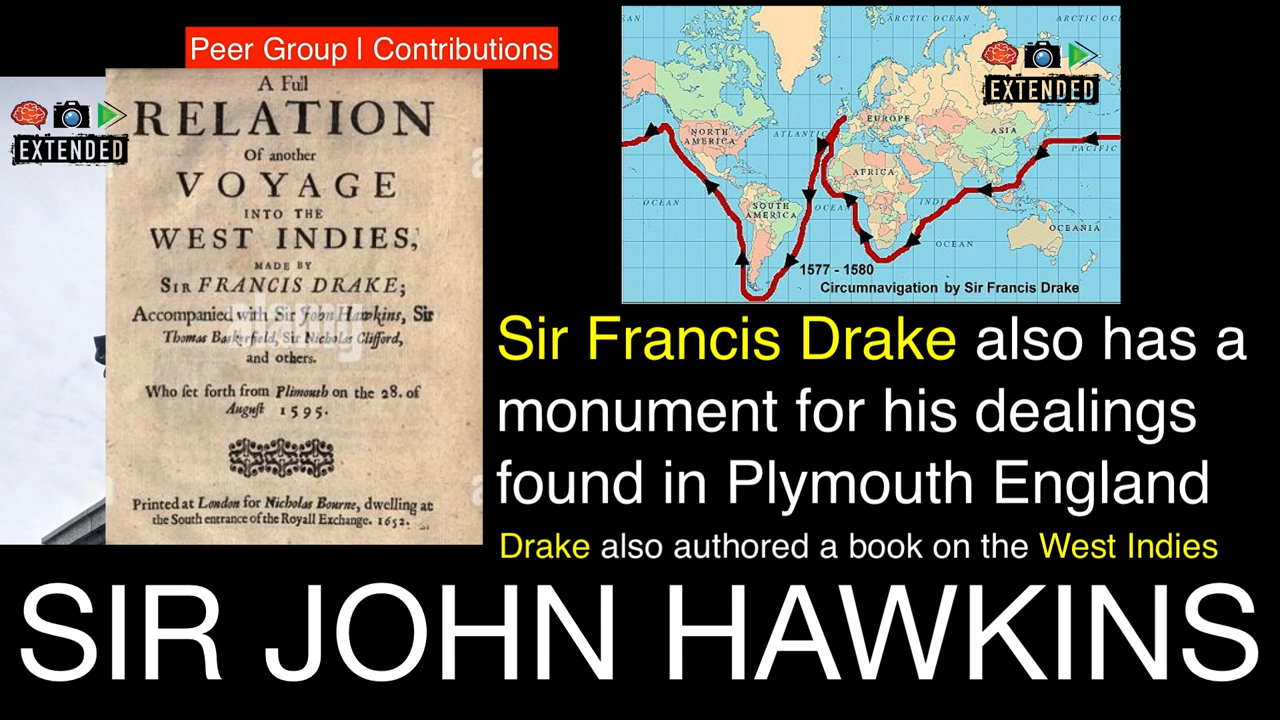 Peer Group | Contributions
EXTENDED
A Full
RELATION
Of another
VOYAGE
INTO THE
WEST INDIES,
MADE BY
SIR FRANCIS DRAKE;
Accompanied with Sir John Hawkins, Sir
Thomas Baskerfield, Sir Nicholas Clifford,
and others.
Who ſet forth from Plimouth on the 28. of
Auguſt 1595.
Printed at London for Nicholas Bourne, dwelling at
the South entrance of the Royall Exchange. 1652.
ARCTIC OCEAN
EXTENDED
NORTH
AMERICA
ATLANTIC
EUROPE
ASIA
PACIFIC
AFRICA
OCEAN
SOUTH
AMERICA
OCEAN
OCEANIA
OCEAN
1577 - 1580
Circumnavigation by Sir Francis Drake
Sir Francis Drake also has a
monument for his dealings
found in Plymouth England
Drake also authored a book on the West Indies
SIR JOHN HAWKINS